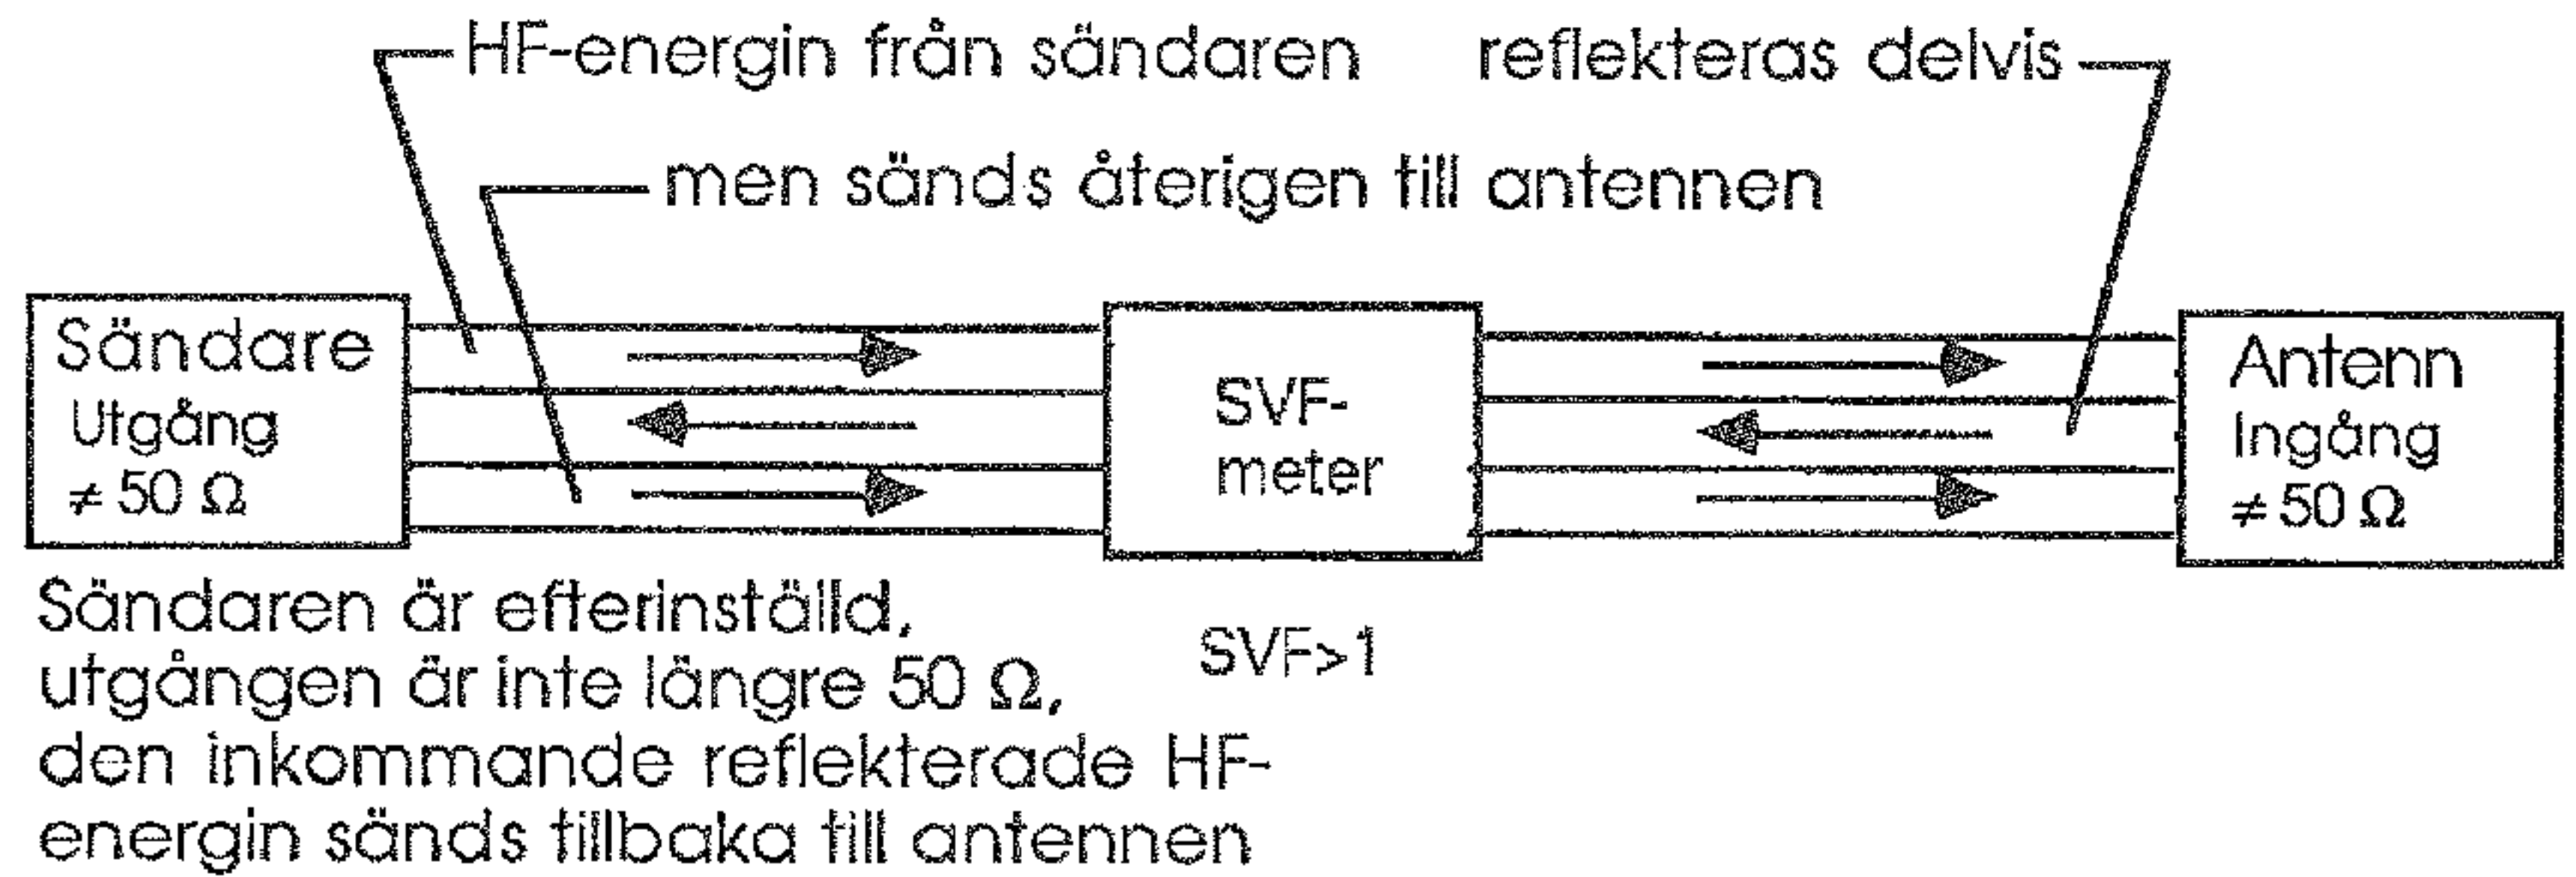 HF-energin från sändaren reflekteras delvis
men sänds återigen till antennen
Sändare
Utgång
≠ 50 Ω
SVF-
meter
Antenn
Ingång
≠ 50 Ω
Sändaren är efterinställd,
utgången är inte längre 50 Ω,
den inkommande reflekterade HF-
energin sänds tillbaka till antennen
SVF>1